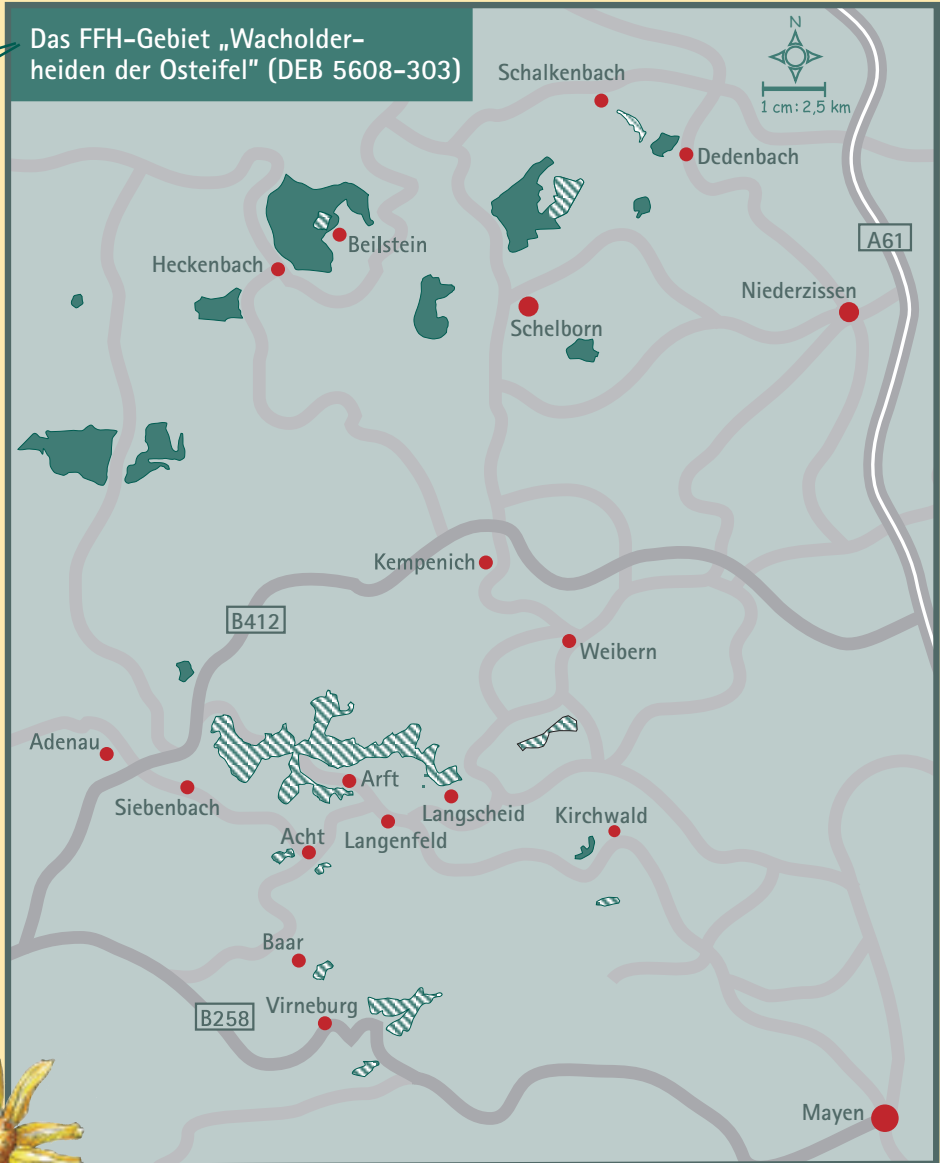 Das FFH-Gebiet „Wacholder-
heiden der Osteifel" (DEB 5608-303)
N
1 cm: 2,5 km
Schalkenbach
Dedenbach
A61
Beilstein
Heckenbach
Niederzissen
Schelborn
Kempenich
B412
Weibern
Adenau
Siebenbach
Arft
Langscheid
Langenfeld
Kirchwald
Acht
Baar
Virneburg
B258
Mayen